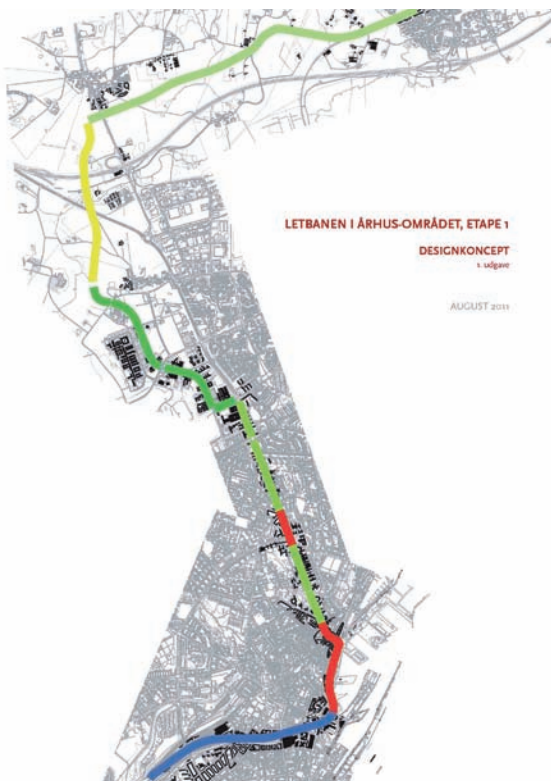 LETBANEN I ÅRHUS-OMRÅDET, ETAPE 1
DESIGNKONCEPT
1. udgave
AUGUST 2011